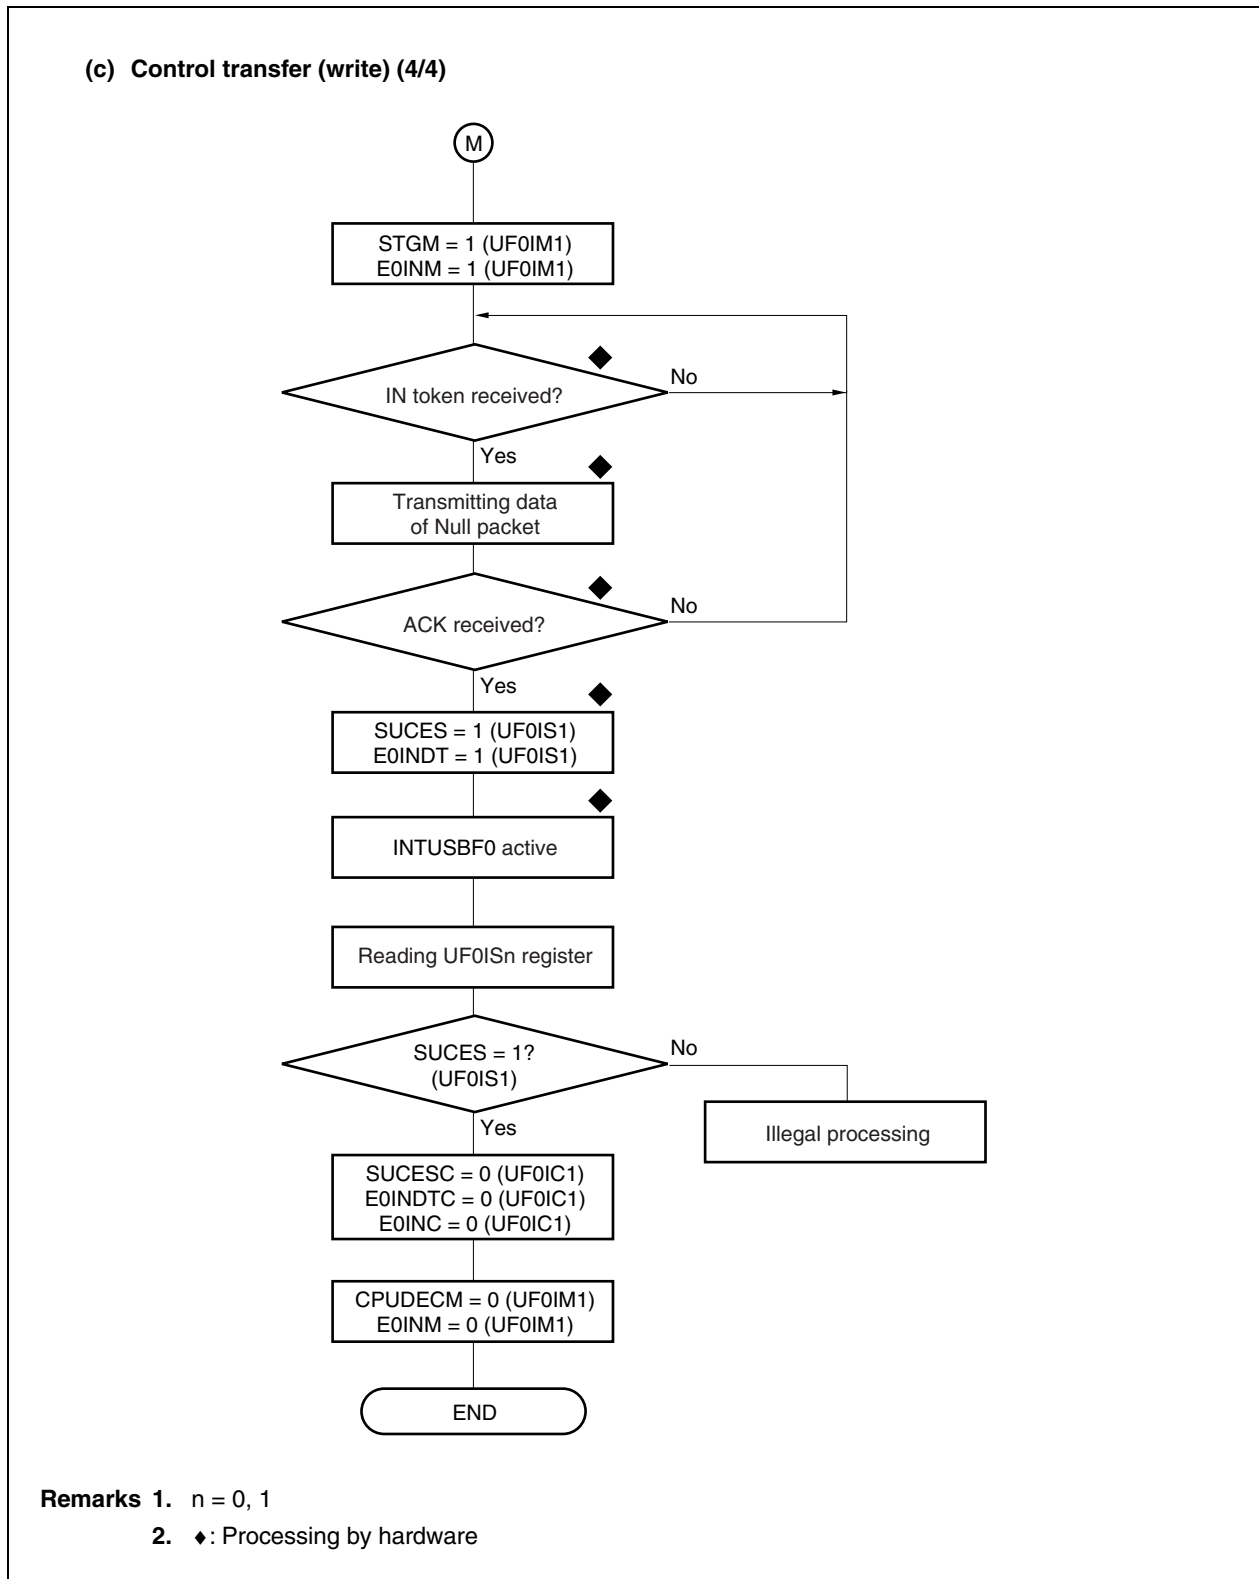 (c) Control transfer (write) (4/4)
M
STGM = 1 (UF0IM1)
E0INM = 1 (UF0IM1)
IN token received?
No
Yes
Transmitting data
of Null packet
ACK received?
No
Yes
SUCES = 1 (UF0IS1)
E0INDT = 1 (UF0IS1)
INTUSBF0 active
Reading UF0ISn register
SUCES = 1?
(UF0IS1)
No
Illegal processing
Yes
SUCESC = 0 (UF0IC1)
E0INDTC = 0 (UF0IC1)
E0INC = 0 (UF0IC1)
CPUDECM = 0 (UF0IM1)
E0INM = 0 (UF0IM1)
END
Remarks 1. n = 0, 1
2. ♦: Processing by hardware